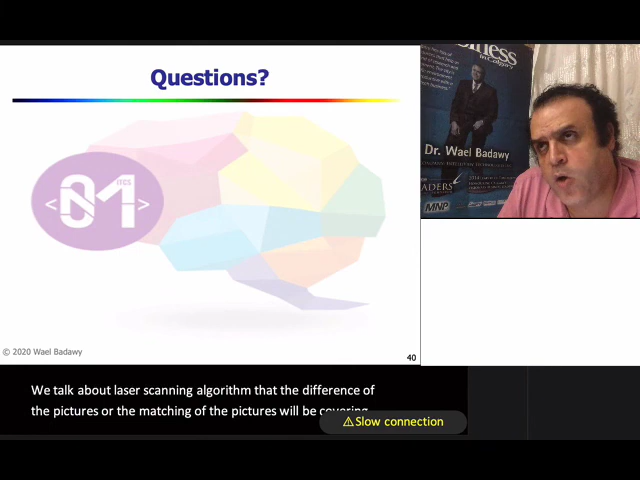 Questions?
<01>
ITCS
Dr. Wael Badawy
MNP
© 2020 Wael Badawy
40
We talk about laser scanning algorithm that the difference of
the pictures or the matching of the pictures will be covering
⚠Slow connection